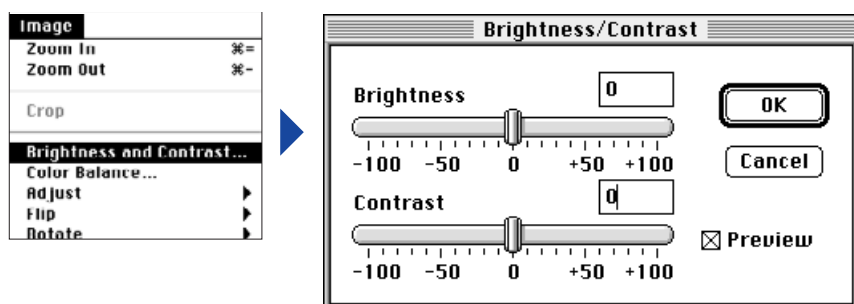 Image
Zoom In ⌘=
Zoom Out ⌘-
Crop
Brightness and Contrast...
Color Balance...
Adjust
Flip
Rotate
Brightness/Contrast
Brightness 0
-100 -50 0 +50 +100
Contrast 0
-100 -50 0 +50 +100
OK
Cancel
Preview